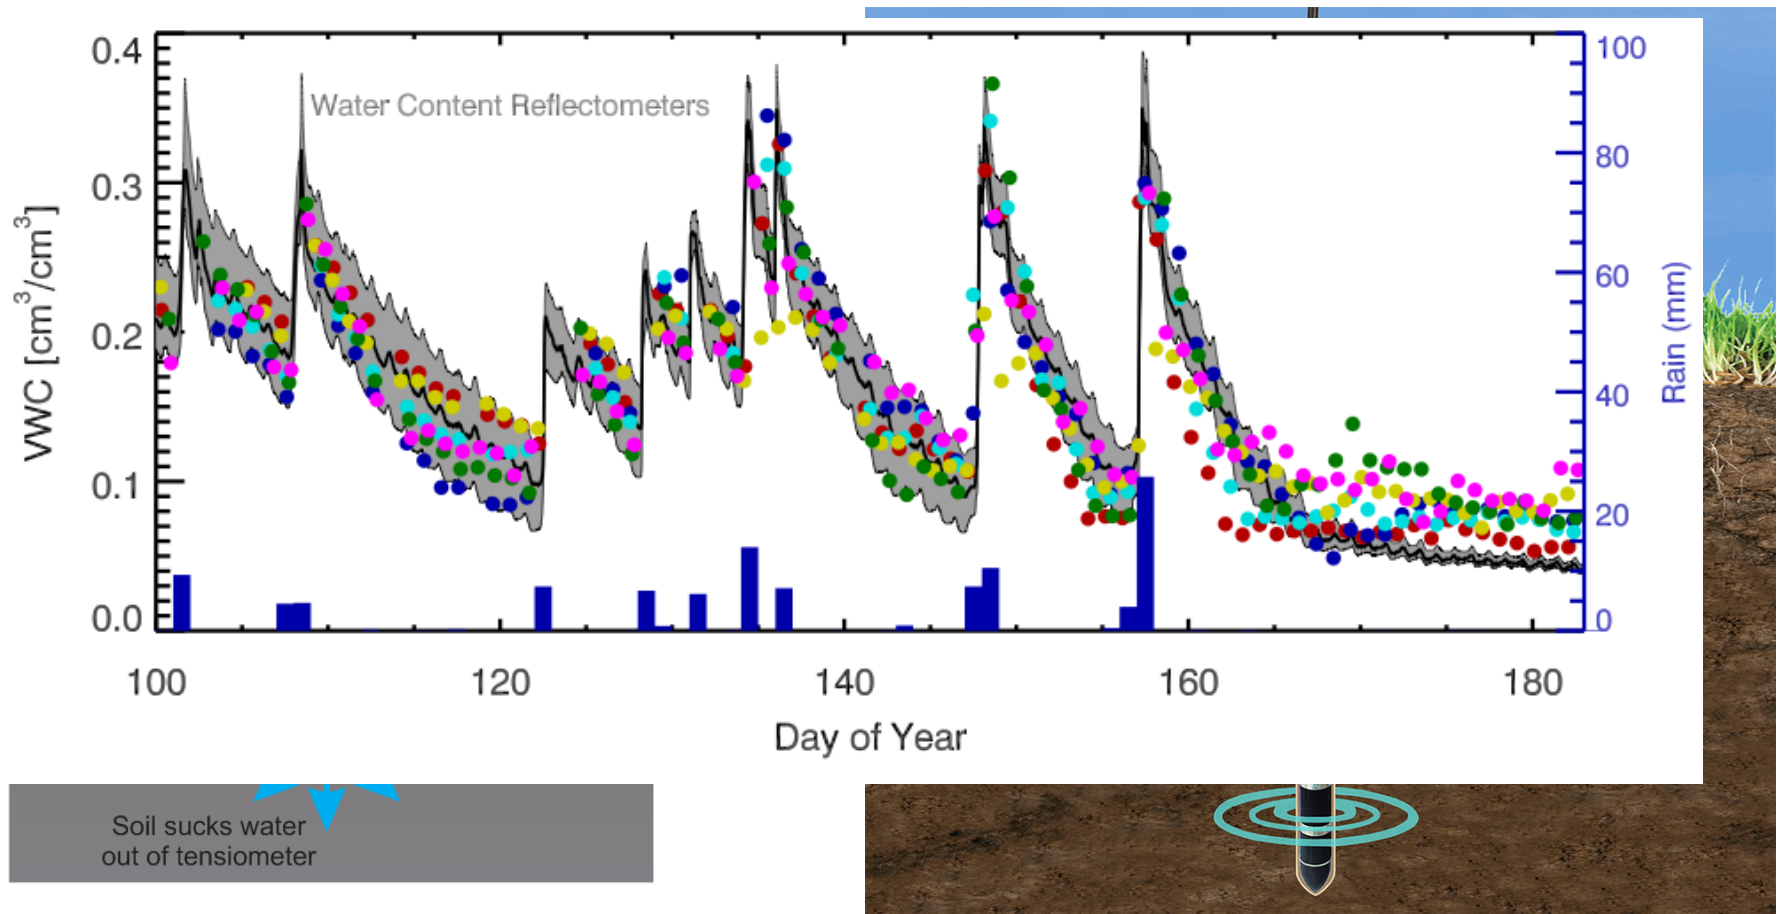 0.4
0.3
0.2
0.1
0.0
VWC [cm³/cm³]
Water Content Reflectometers
100
80
60
40
20
0
Rain (mm)
100
120
140
160
180
Day of Year
Soil sucks water
out of tensiometer